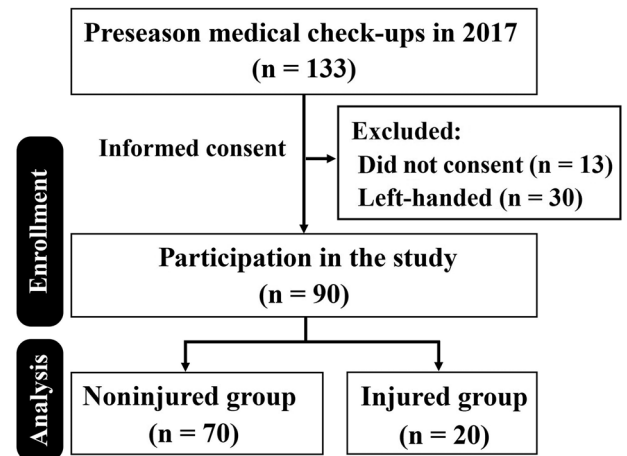 Preseason medical check-ups in 2017
(n = 133)
Informed consent
Excluded:
Did not consent (n = 13)
Left-handed (n = 30)
Enrollment
Participation in the study
(n = 90)
Analysis
Noninjured group
(n = 70)
Injured group
(n = 20)